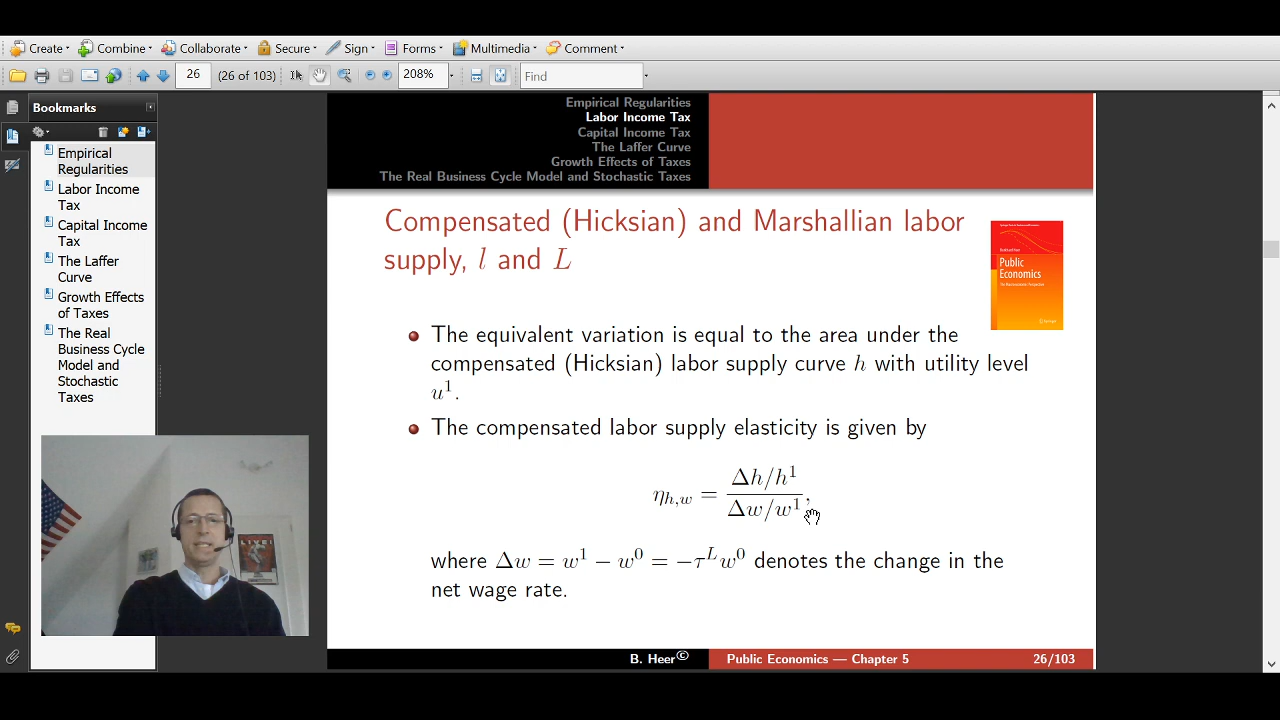 Create Combine Collaborate Secure Sign Forms Multimedia Comment
26 (26 of 103) 208% Find
Bookmarks
Empirical
Regularities
Labor Income
Tax
Capital Income
Tax
The Laffer
Curve
Growth Effects
of Taxes
The Real
Business Cycle
Model and
Stochastic
Taxes
Empirical Regularities
Labor Income Tax
Capital Income Tax
The Laffer Curve
Growth Effects of Taxes
The Real Business Cycle Model and Stochastic Taxes
Compensated (Hicksian) and Marshallian labor
supply, l and L
Public
Economics
The equivalent variation is equal to the area under the
compensated (Hicksian) labor supply curve h with utility level
u¹.
The compensated labor supply elasticity is given by
η_{h,w} = (Δh/h¹)/(Δw/w¹),
where Δw = w¹ − w⁰ = −τᴸw⁰ denotes the change in the
net wage rate.
B. Heer© Public Economics — Chapter 5 26/103